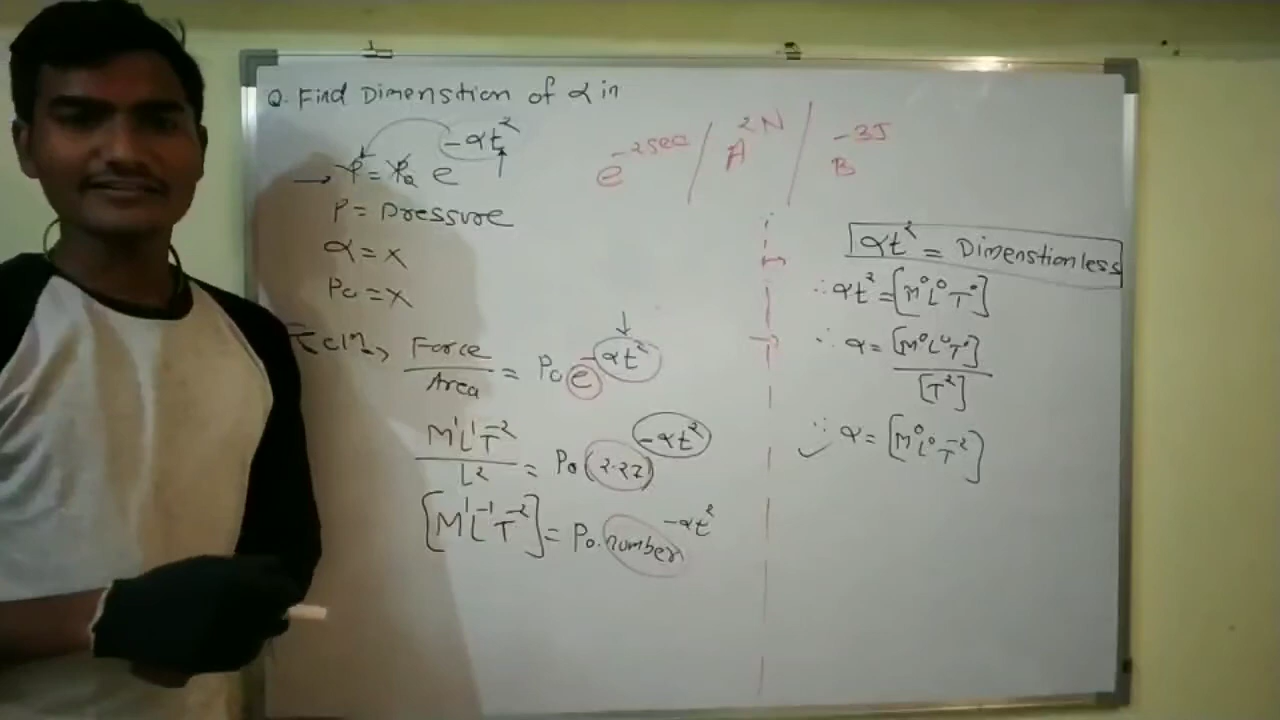 Q. Find Dimenstion of α in
P = P₀ e^-αt²
P = Pressure
α = x
P₀ = x
Force/Area = P₀ e^-αt²
M¹L¹T⁻²/L² = P₀ (2.27)^-αt²
[M¹L⁻¹T⁻²] = P₀.number^-αt²
e^-2sec / A^2N / B^-3J
αt² = Dimenstionless
∴ αt² = [M⁰L⁰T⁰]
∴ α = [M⁰L⁰T⁰]/[T²]
∴ α = [M⁰L⁰T⁻²]